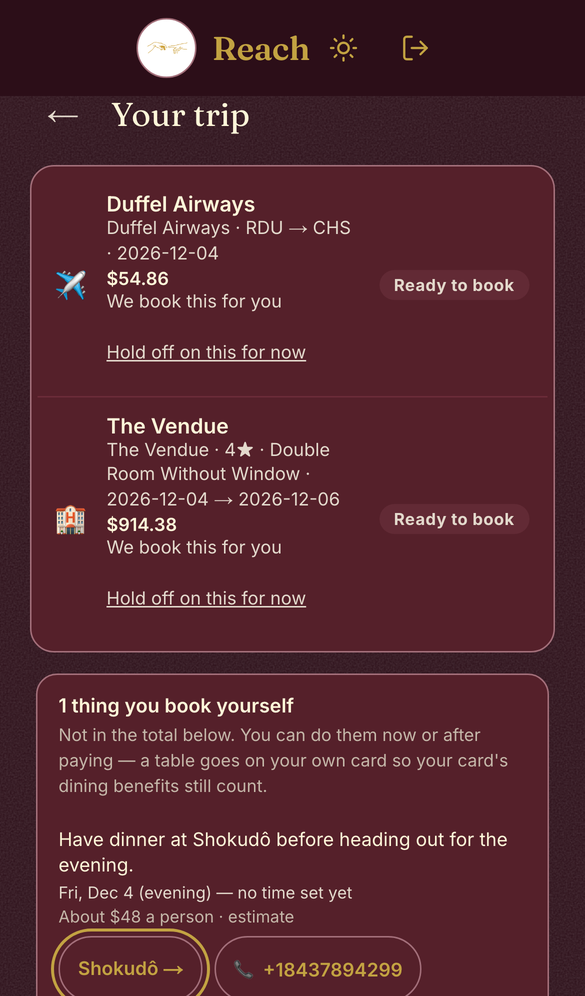 Reach
← Your trip
Duffel Airways
Duffel Airways · RDU → CHS
· 2026-12-04
$54.86
We book this for you
Ready to book
Hold off on this for now
The Vendue
The Vendue · 4★ · Double
Room Without Window ·
2026-12-04 → 2026-12-06
$914.38
We book this for you
Ready to book
Hold off on this for now
1 thing you book yourself
Not in the total below. You can do them now or after
paying — a table goes on your own card so your card's
dining benefits still count.
Have dinner at Shokudô before heading out for the
evening.
Fri, Dec 4 (evening) — no time set yet
About $48 a person · estimate
Shokudô → 📞 +18437894299